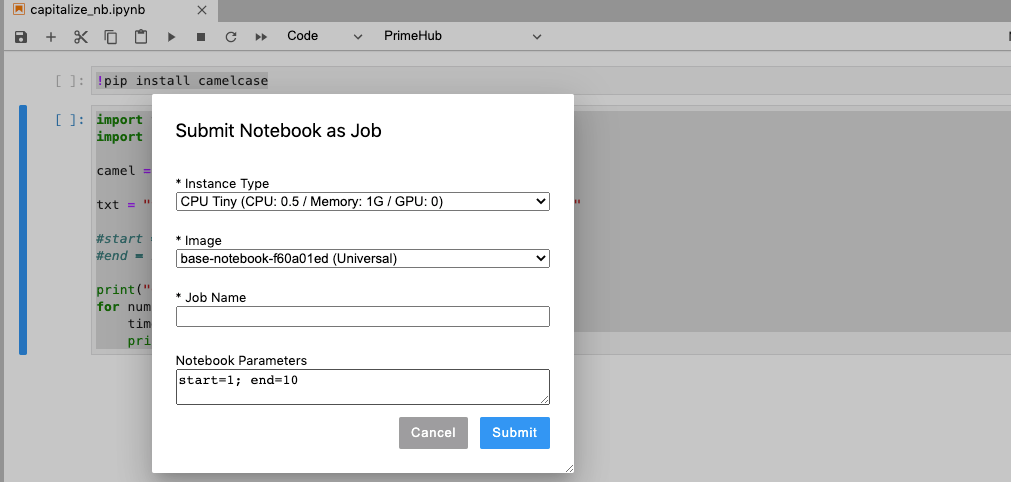 capitalize_nb.ipynb
Code PrimeHub
[ ]: !pip install camelcase
[ ]: import
import
camel =
txt = " "
#start
#end =
print("
for num
tim
pri
Submit Notebook as Job
* Instance Type
CPU Tiny (CPU: 0.5 / Memory: 1G / GPU: 0)
* Image
base-notebook-f60a01ed (Universal)
* Job Name
Notebook Parameters
start=1; end=10
Cancel Submit